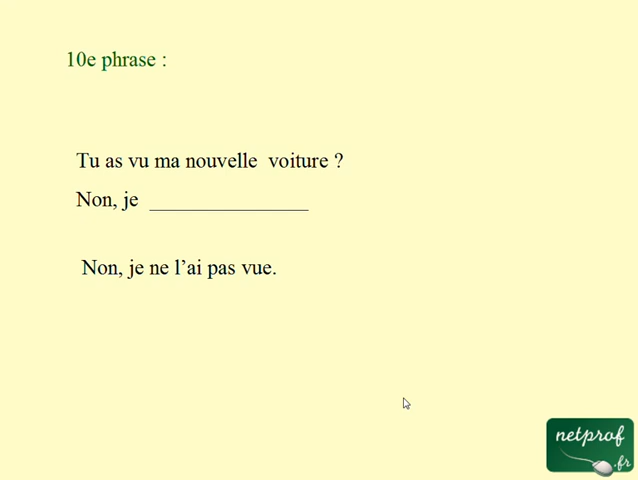 10e phrase :
Tu as vu ma nouvelle voiture ?
Non, je _______________
Non, je ne l’ai pas vue.
netprof
.fr